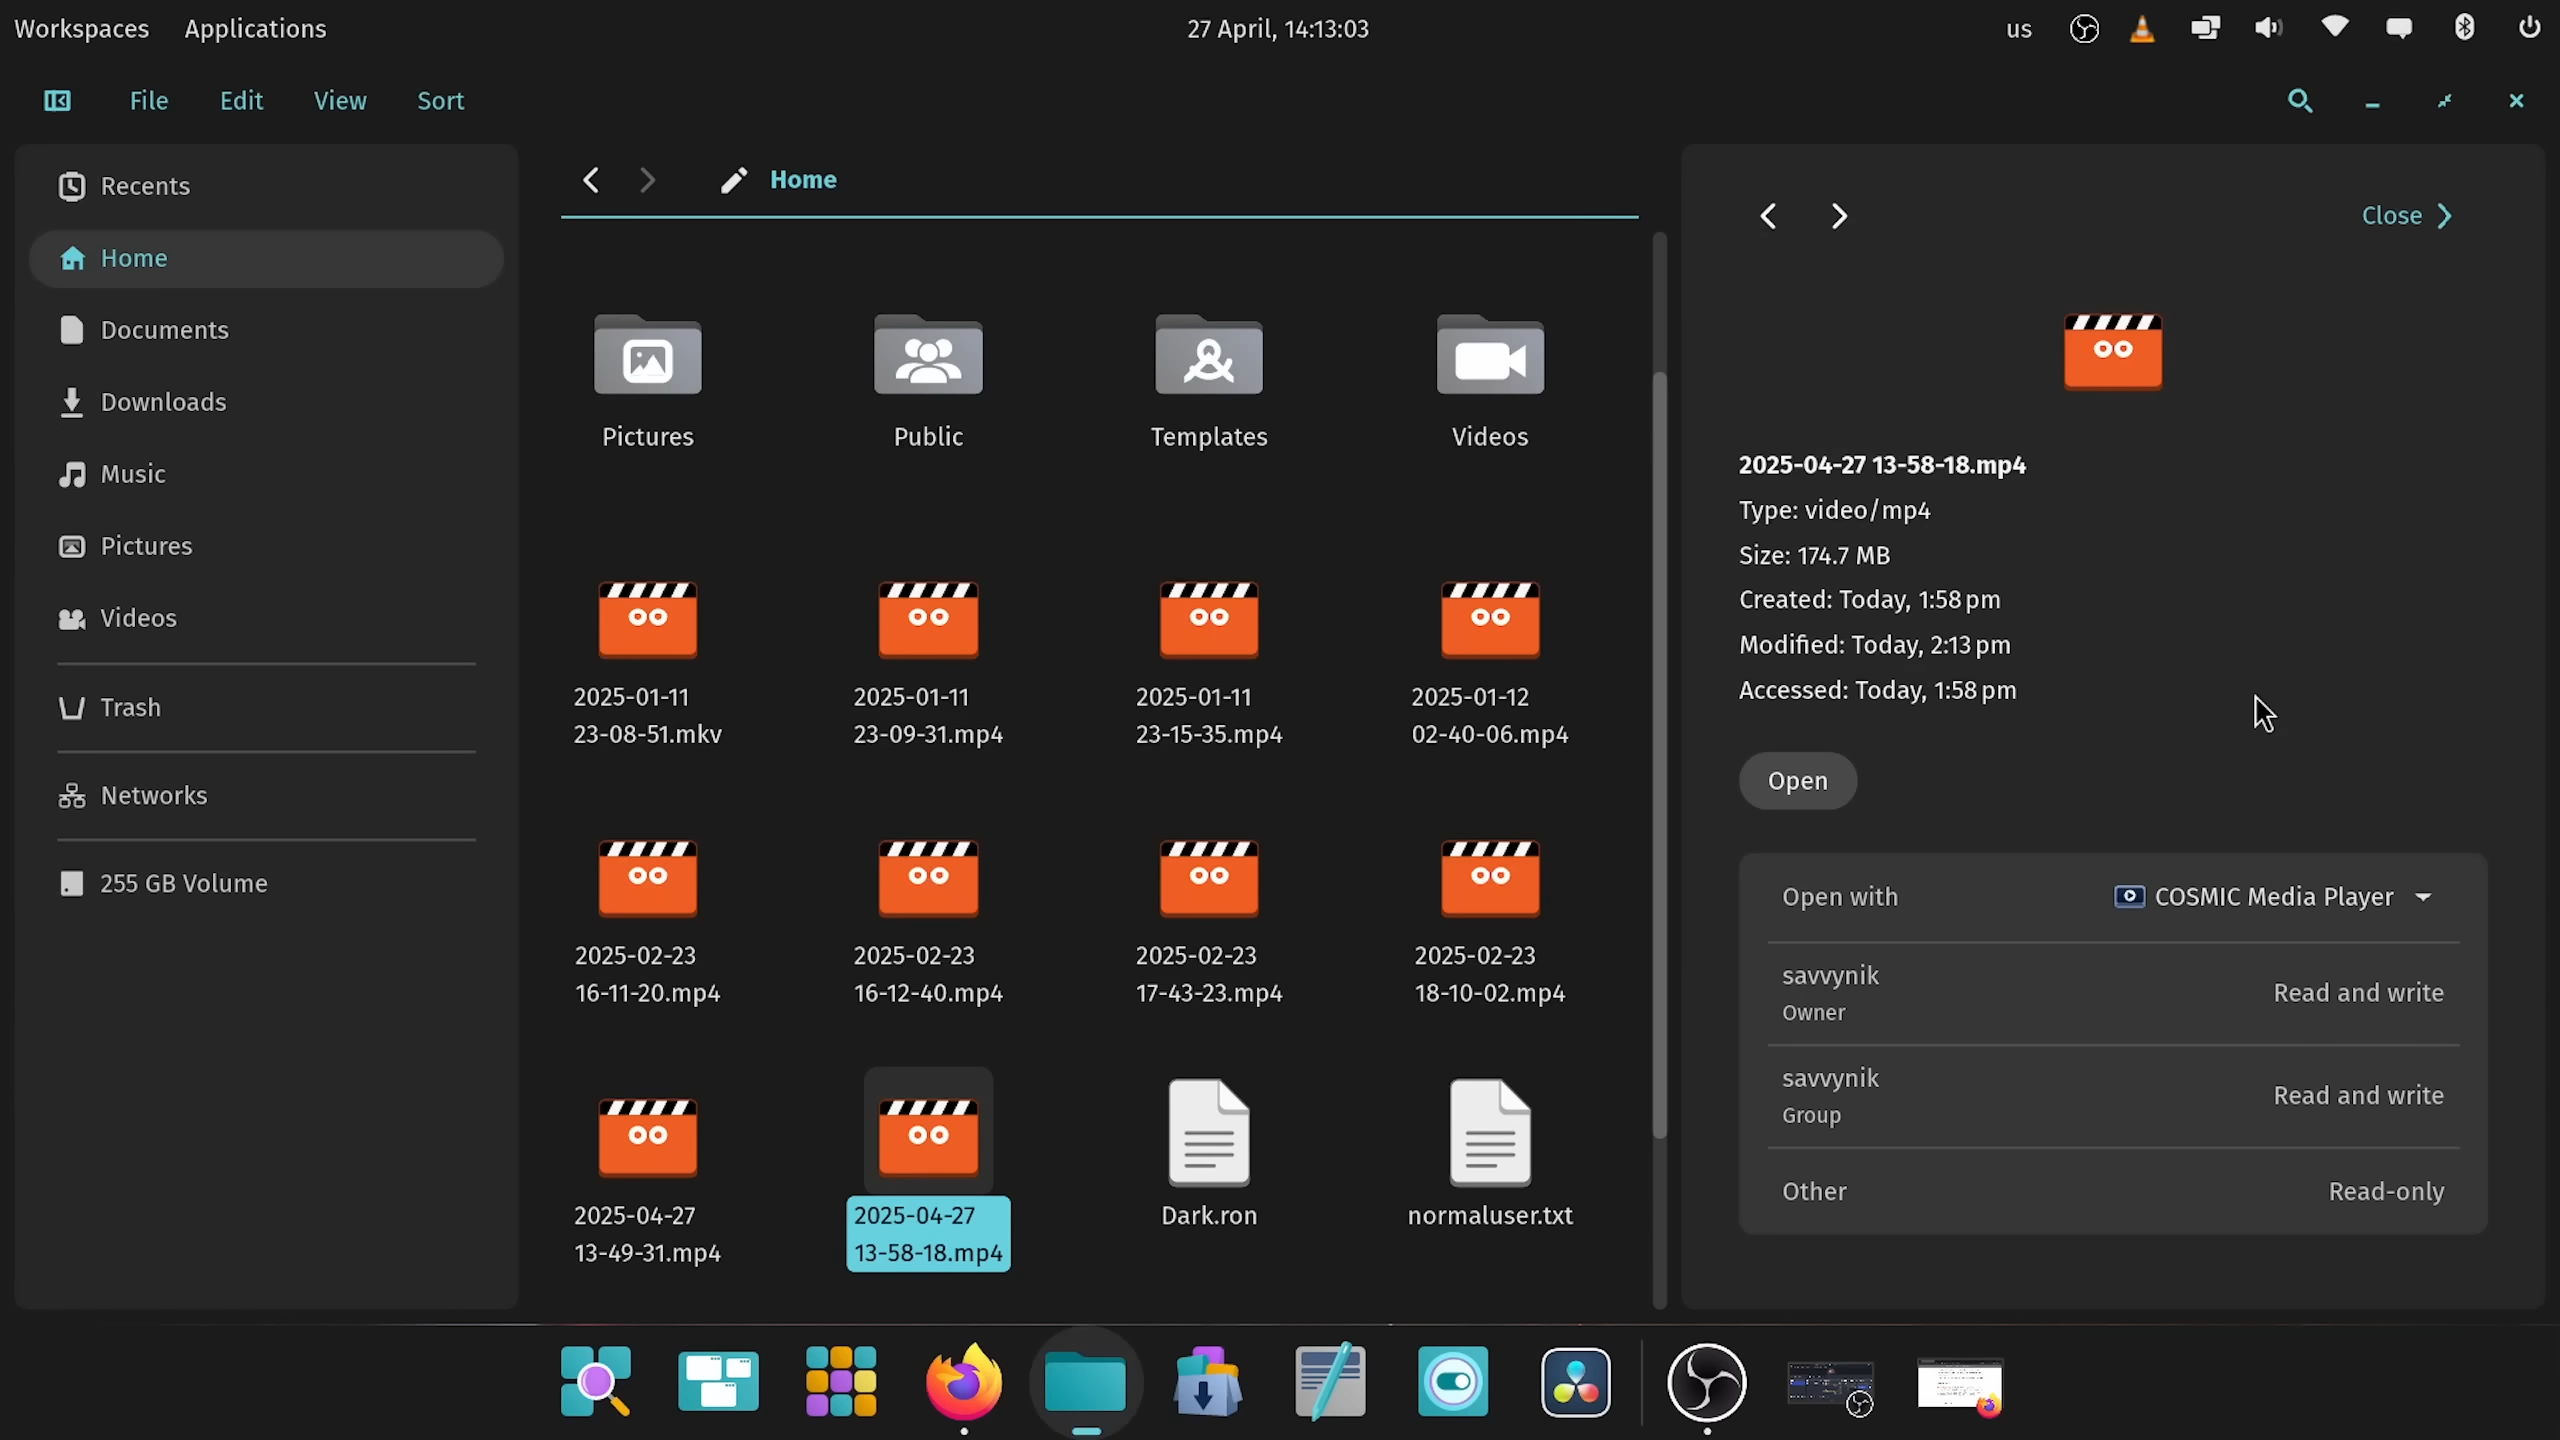 Workspaces Applications 27 April, 14:13:03 us
File Edit View Sort
Recents
Home
Documents
Downloads
Music
Pictures
Videos
Trash
Networks
255 GB Volume
Home
Pictures Public Templates Videos
2025-01-11 2025-01-11 2025-01-11 2025-01-12
23-08-51.mkv 23-09-31.mp4 23-15-35.mp4 02-40-06.mp4
2025-02-23 2025-02-23 2025-02-23 2025-02-23
16-11-20.mp4 16-12-40.mp4 17-43-23.mp4 18-10-02.mp4
2025-04-27 2025-04-27 Dark.ron normaluser.txt
13-49-31.mp4 13-58-18.mp4
Close
2025-04-27 13-58-18.mp4
Type: video/mp4
Size: 174.7 MB
Created: Today, 1:58 pm
Modified: Today, 2:13 pm
Accessed: Today, 1:58 pm
Open
Open with COSMIC Media Player
savvynik
Owner Read and write
savvynik
Group Read and write
Other Read-only